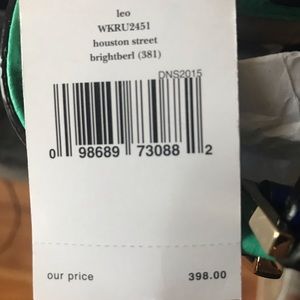 leo
WKRU2451
houston street
brightberl (381)
DNS2015
0 98689 73088 2
our price 398.00